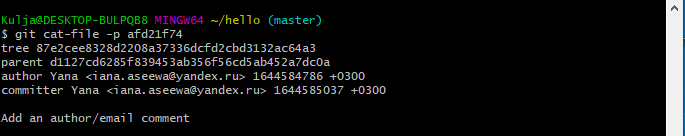 Kulja@DESKTOP-BULPQB8 MINGW64 ~/hello (master)
$ git cat-file -p afd21f74
tree 87e2cee8328d2208a37336dcfd2cbd3132ac64a3
parent d1127cd6285f839453ab356f56cd5ab452a7dc0a
author Yana <iana.aseewa@yandex.ru> 1644584786 +0300
committer Yana <iana.aseewa@yandex.ru> 1644585037 +0300
Add an author/email comment